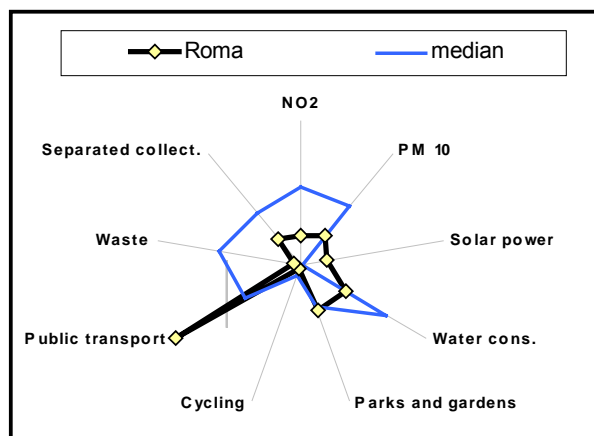 Roma median
NO2
Separated collect.
PM 10
Waste
Solar power
Public transport
Water cons.
Cycling
Parks and gardens